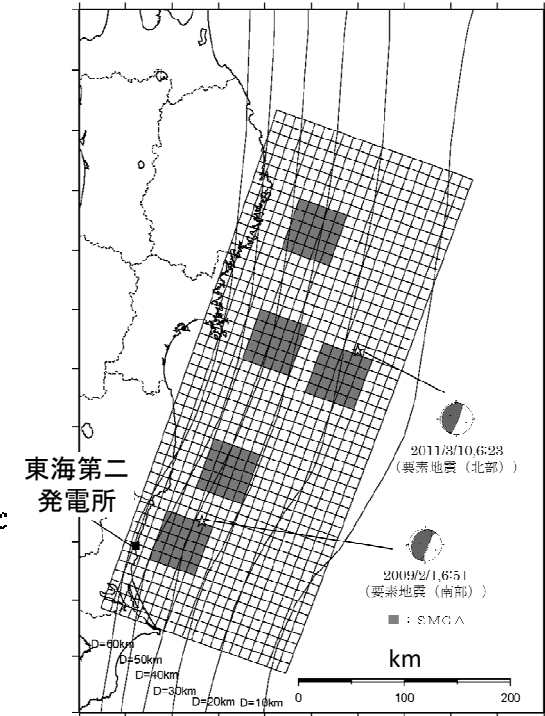 2011/3/10,6:23
（要素地震（北部））
東海第二
発電所
2009/2/1,6:51
（要素地震（南部））
：SMGA
D=60km
D=50km
D=40km
D=30km
D=20km
D=10km
km
0
100
200